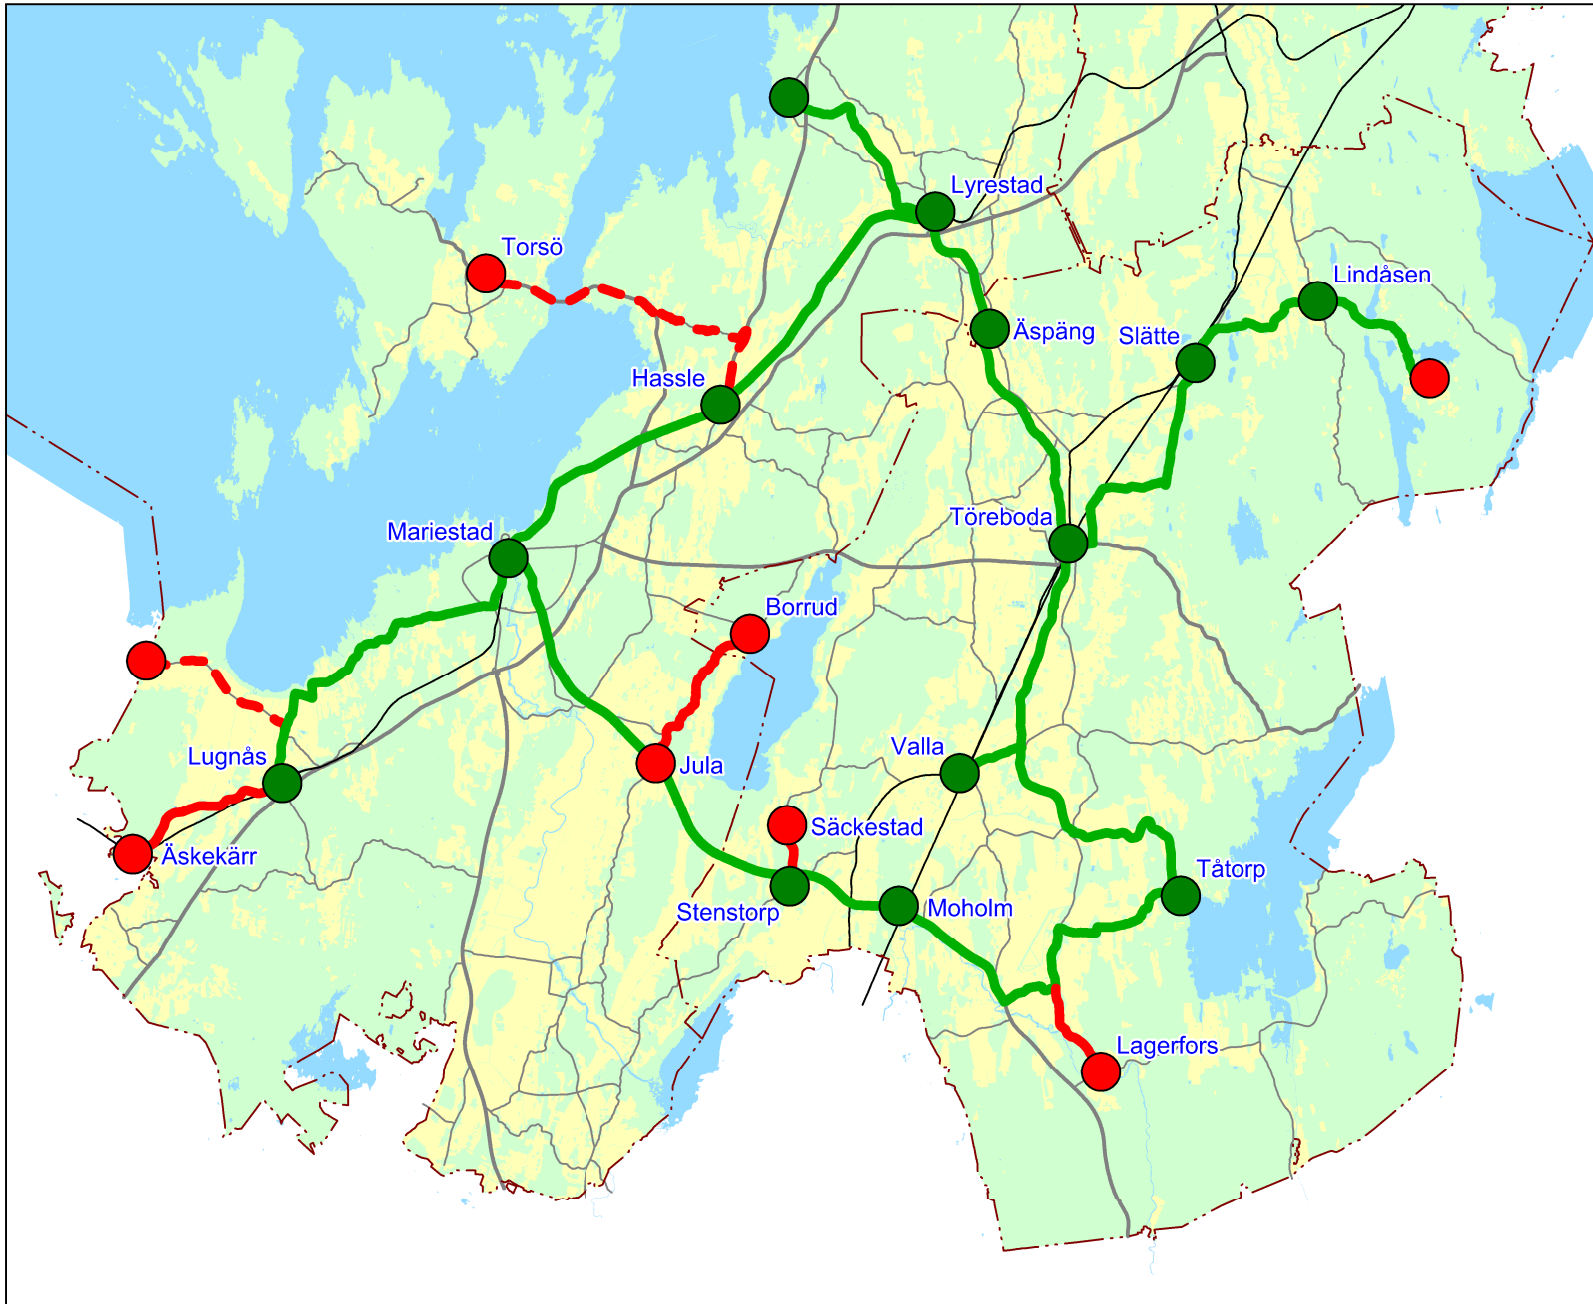 Lyrestad
Torsö
Lindåsen
Äspäng
Slätte
Hassle
Töreboda
Mariestad
Borrud
Valla
Lugnås
Jula
Säckestad
Äskekärr
Tåtorp
Stenstorp
Moholm
Lagerfors